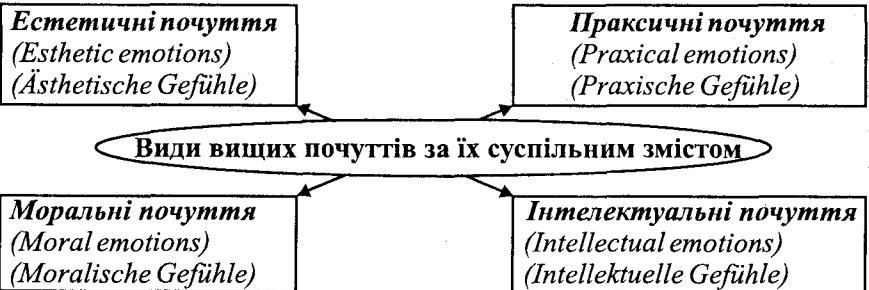 Естетичні почуття
(Esthetic emotions)
(Ästhetische Gefühle)
Праксичні почуття
(Praxical emotions)
(Praxische Gefühle)
Види вищих почуттів за їх суспільним змістом
Моральні почуття
(Moral emotions)
(Moralische Gefühle)
Інтелектуальні почуття
(Intellectual emotions)
(Intellektuelle Gefühle)